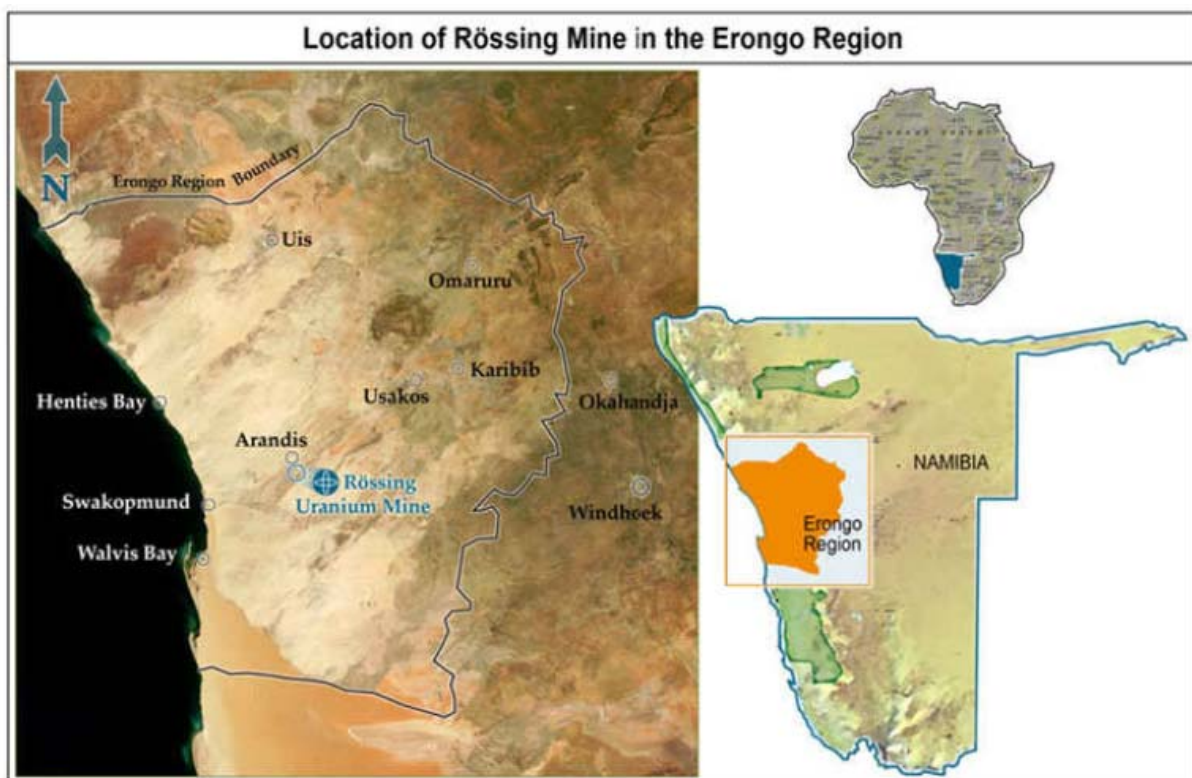 Location of Rössing Mine in the Erongo Region
N
Erongo Region Boundary
Uis
Omaruru
Karibib
Usakos
Okahandja
Henties Bay
Arandis
Rössing
Uranium Mine
Swakopmund
Windhoek
Walvis Bay
NAMIBIA
Erongo
Region